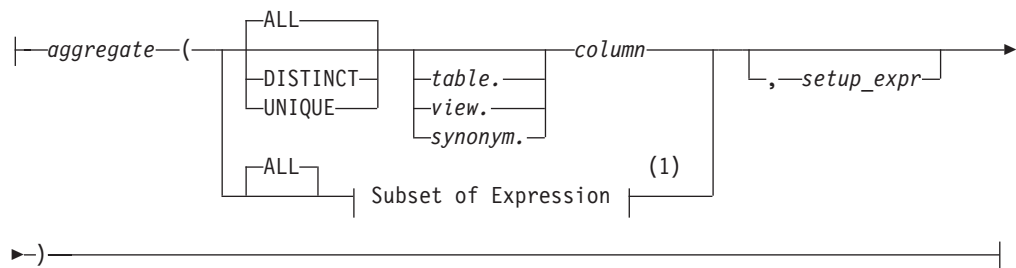 ALL
aggregate ( column
DISTINCT table. , setup_expr
UNIQUE view.
synonym.
ALL (1)
Subset of Expression
)